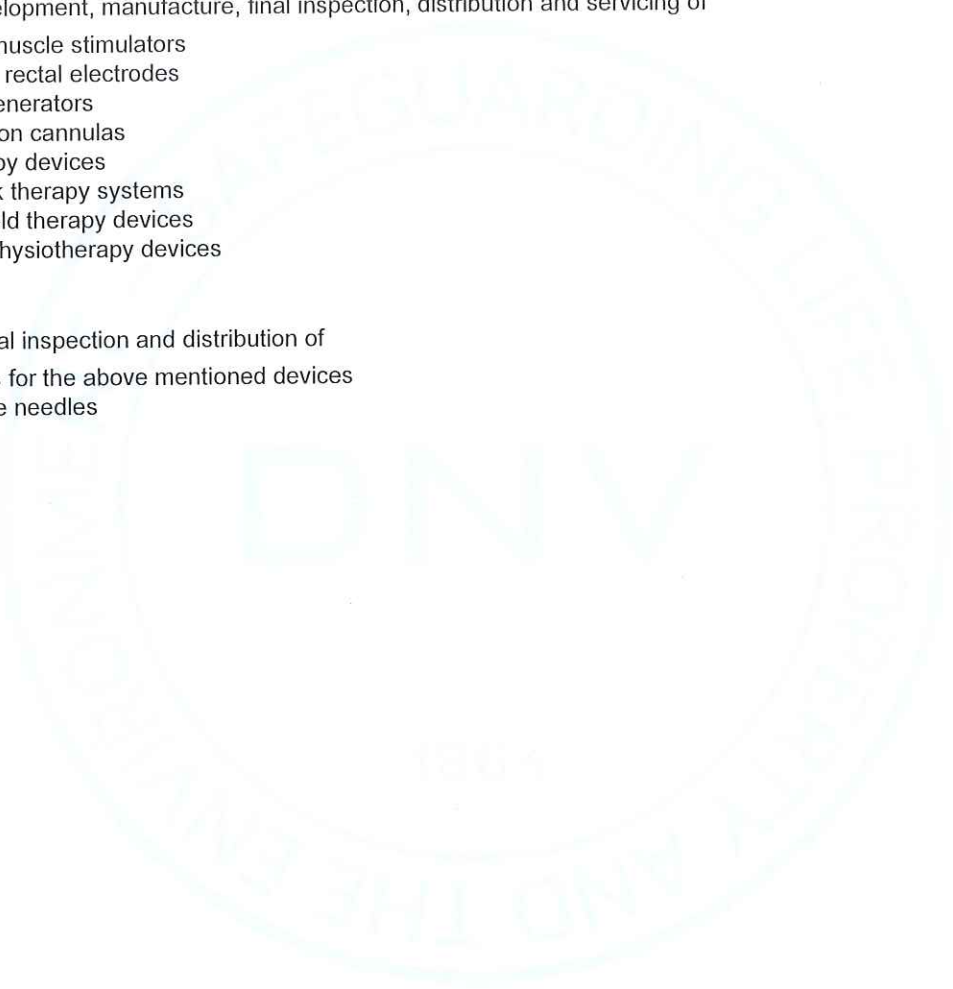 elopment, manufacture, final inspection, distribution and servicing of
nuscle stimulators
rectal electrodes
enerators
on cannulas
py devices
k therapy systems
ld therapy devices
hysiotherapy devices
al inspection and distribution of
for the above mentioned devices
e needles
SAFEGUARDING LIFE, PROPERTY AND THE ENVIRONMENT
DNV
1864